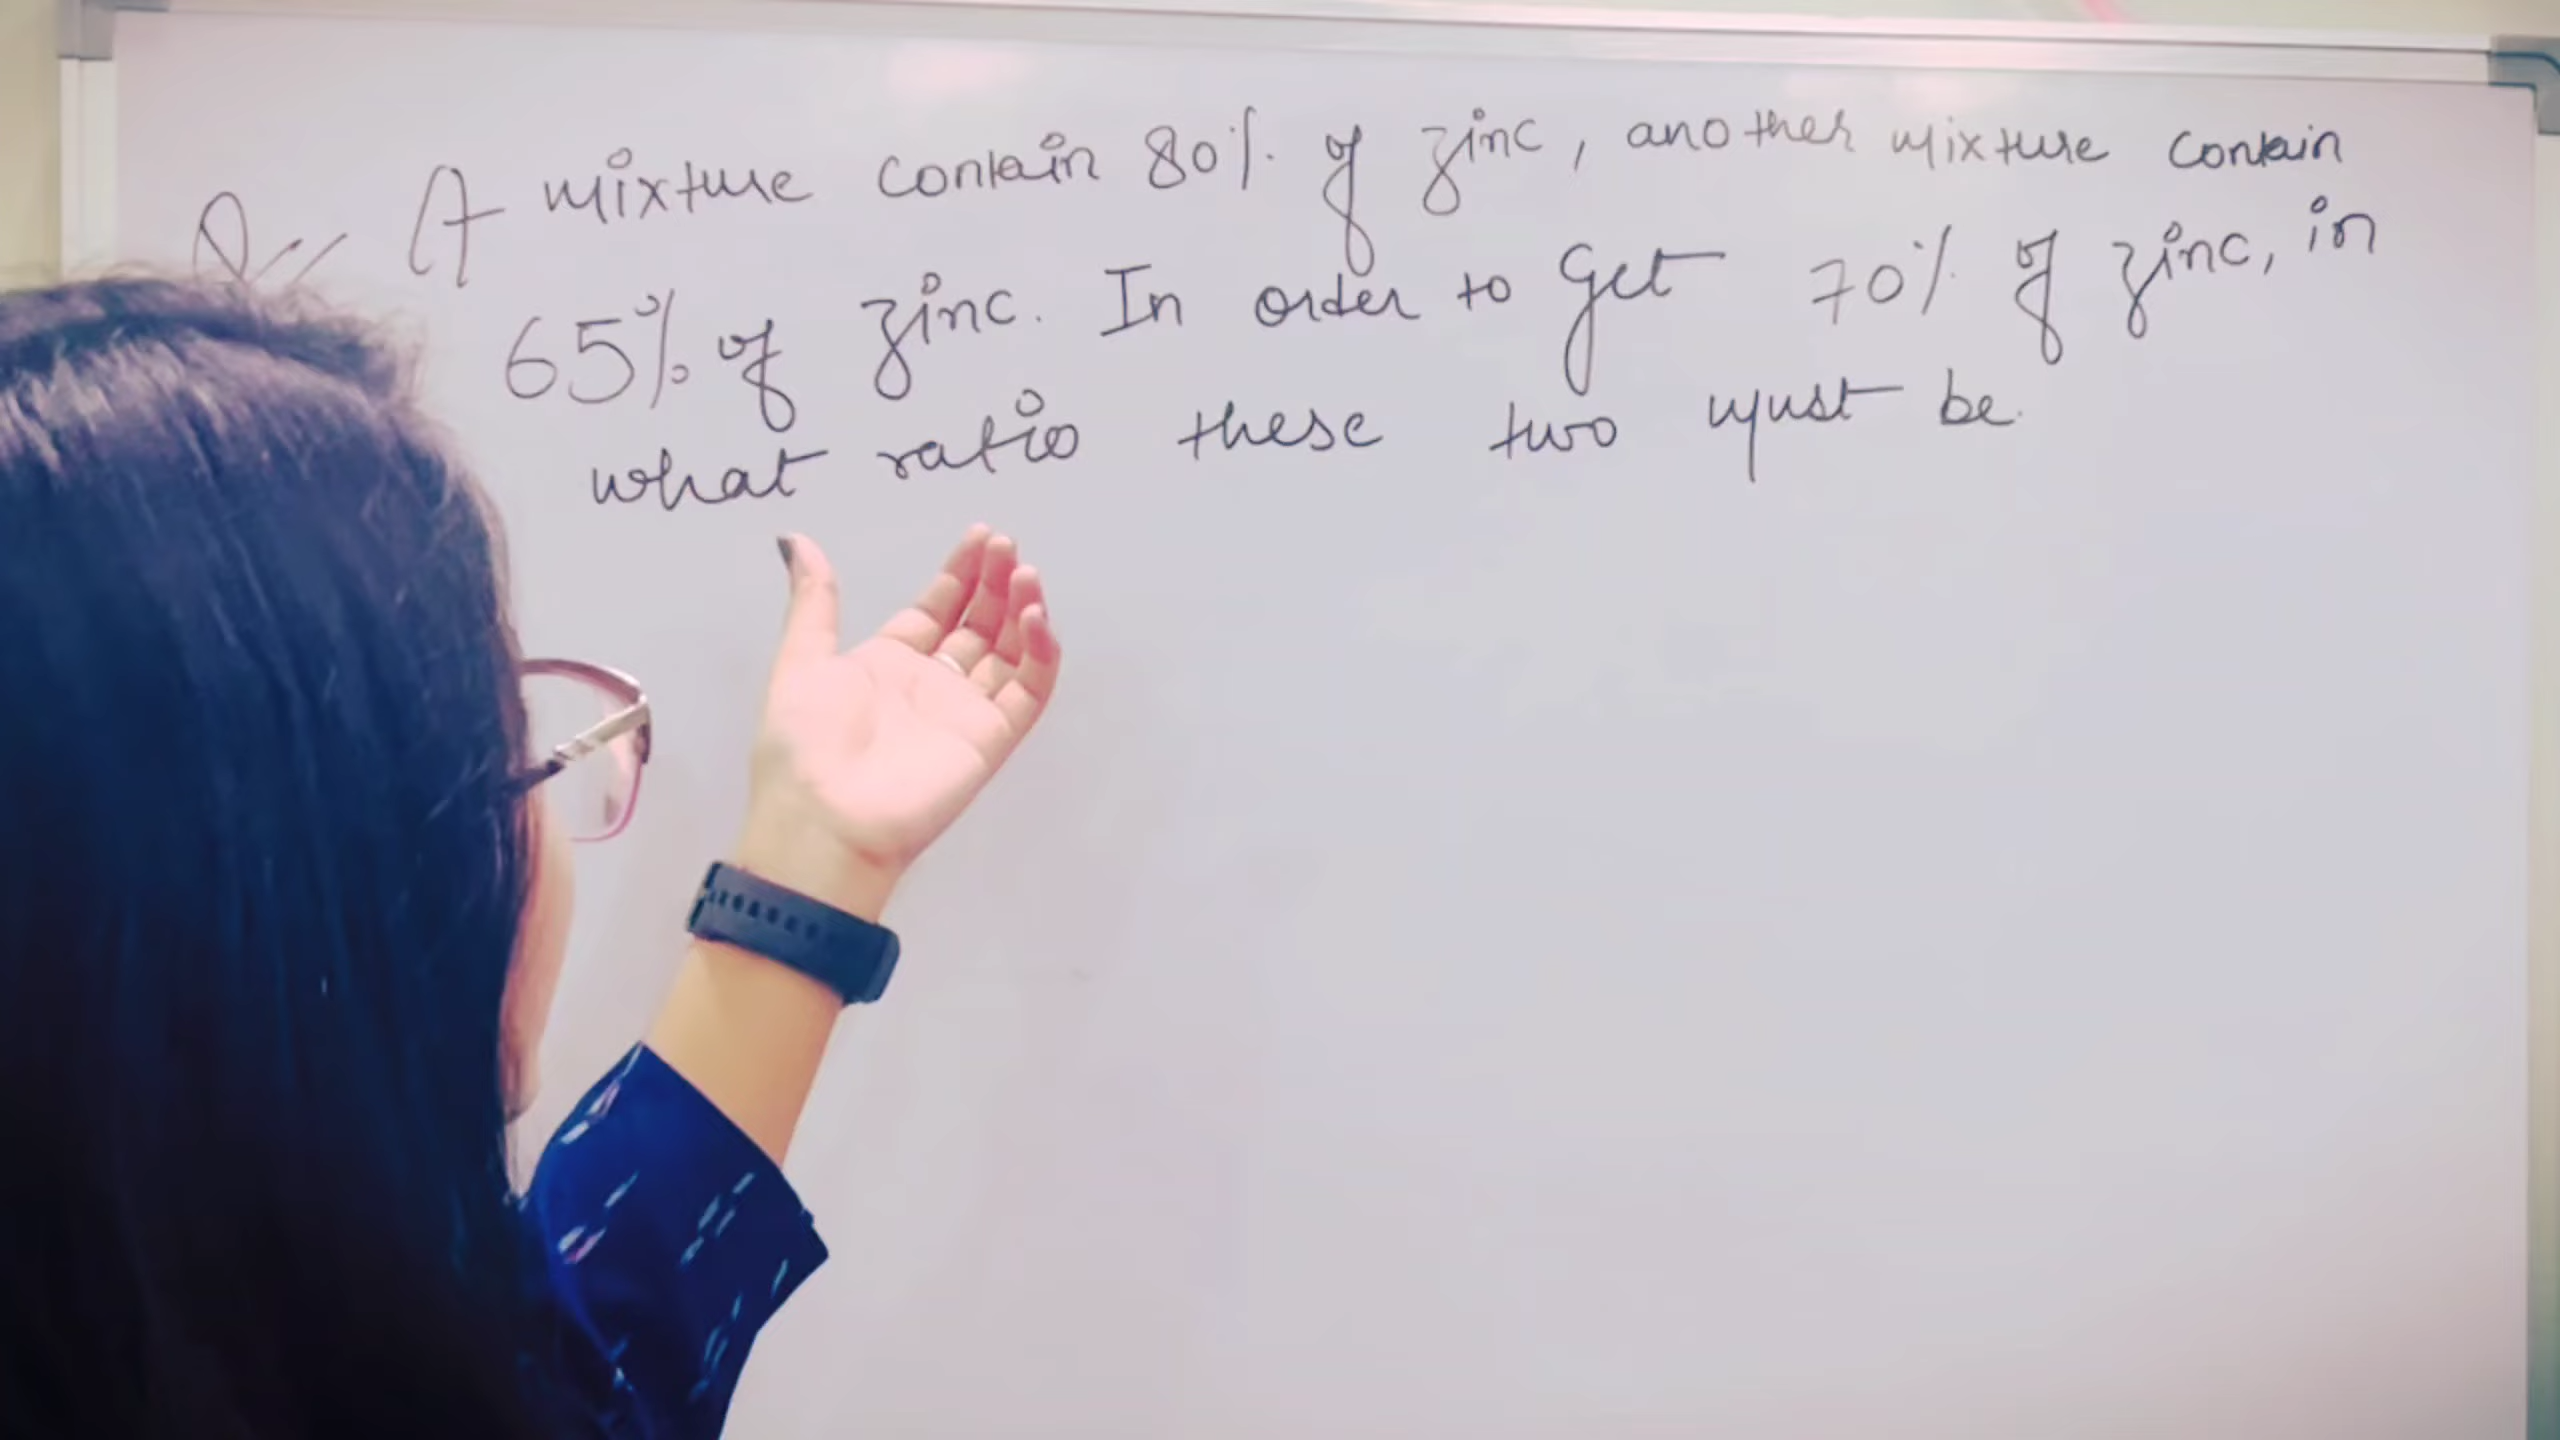 Q. A mixture contain 80% of zinc, another mixture contain
65% of zinc. In order to get 70% of zinc, in
what ratio these two must be.